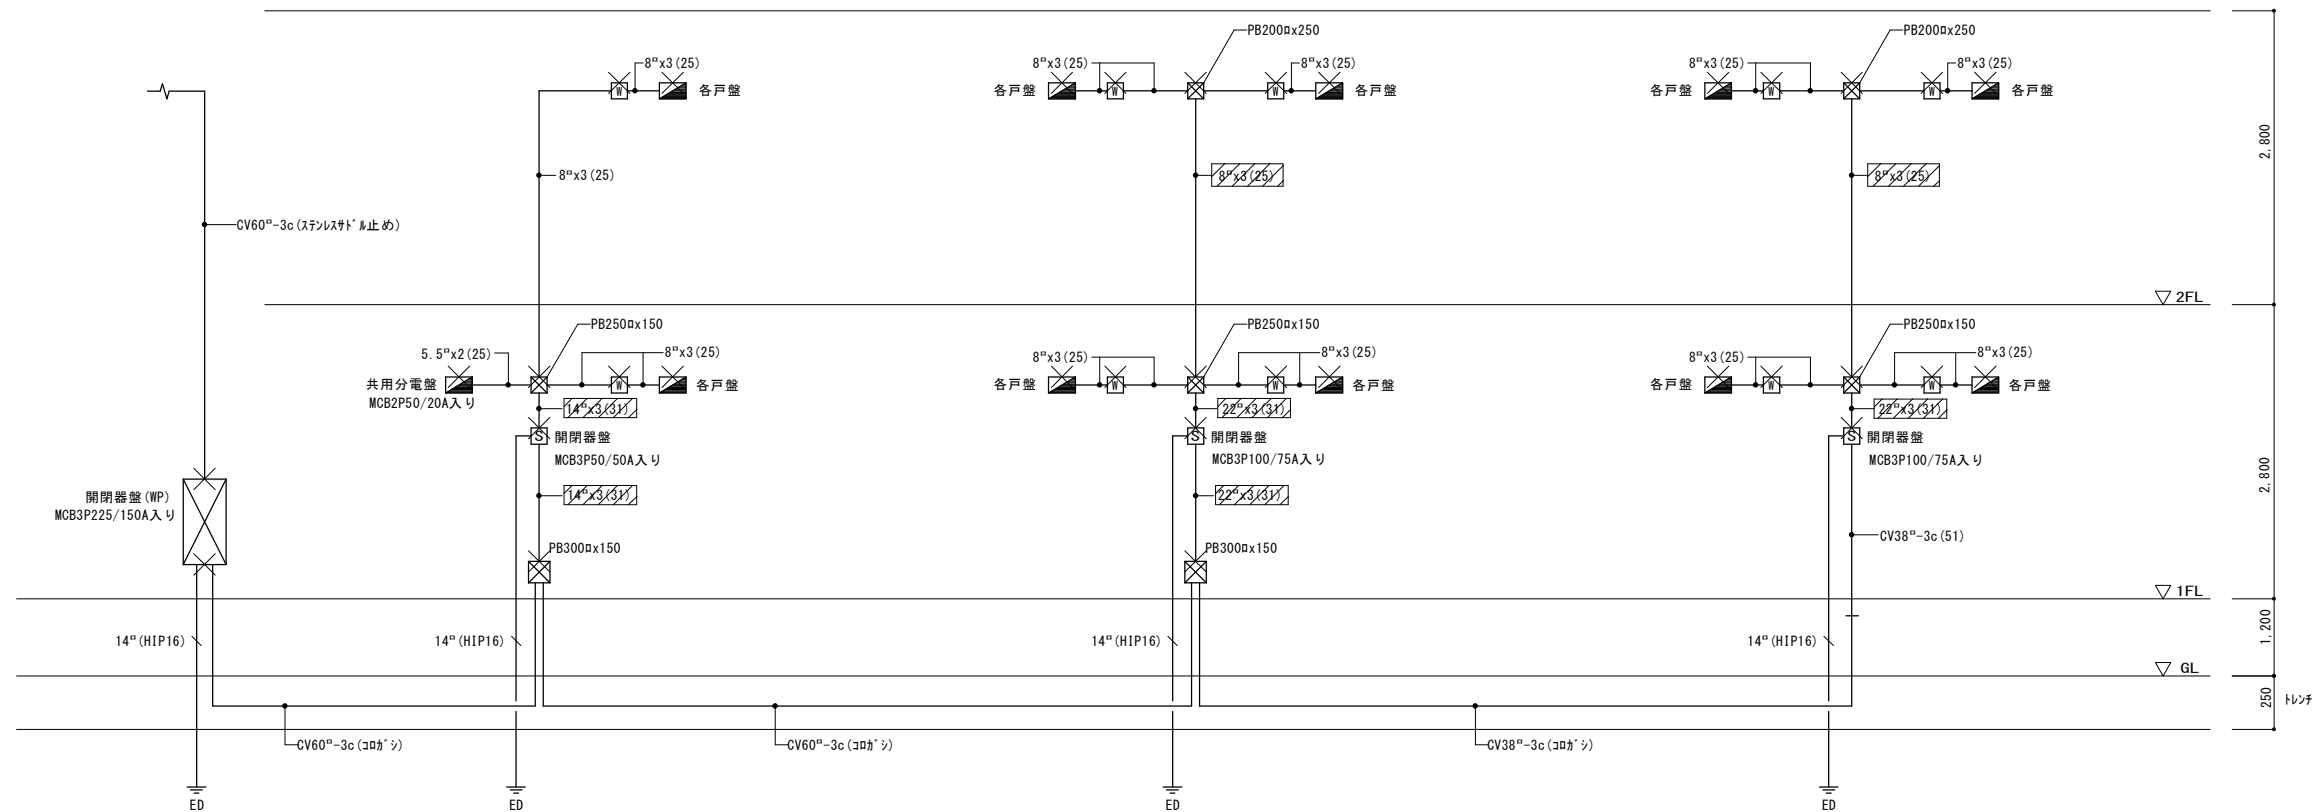 PB200□x250
PB200□x250
8□x3(25)
8□x3(25)
8□x3(25)
8□x3(25)
8□x3(25)
W
各戸盤
各戸盤
W
W
各戸盤
各戸盤
W
W
各戸盤
2,800
8□x3(25)
8□x3(25)
8□x3(25)
CV60□-3c(ステンレスサドル止め)
2FL
PB250□x150
PB250□x150
PB250□x150
5.5□x2(25)
8□x3(25)
8□x3(25)
8□x3(25)
8□x3(25)
8□x3(25)
共用分電盤
W
各戸盤
各戸盤
W
W
各戸盤
各戸盤
W
W
各戸盤
MCB2P50/20A入り
14□x3(31)
22□x3(31)
22□x3(31)
S
開閉器盤
S
開閉器盤
S
開閉器盤
MCB3P50/50A入り
MCB3P100/75A入り
MCB3P100/75A入り
2,800
開閉器盤(WP)
MCB3P225/150A入り
14□x3(31)
22□x3(31)
CV38□-3c(51)
PB300□x150
PB300□x150
1FL
1,200
14□(HIP16)
14□(HIP16)
14□(HIP16)
14□(HIP16)
GL
250
トレンチ
CV60□-3c(コロガシ)
CV60□-3c(コロガシ)
CV38□-3c(コロガシ)
ED
ED
ED
ED